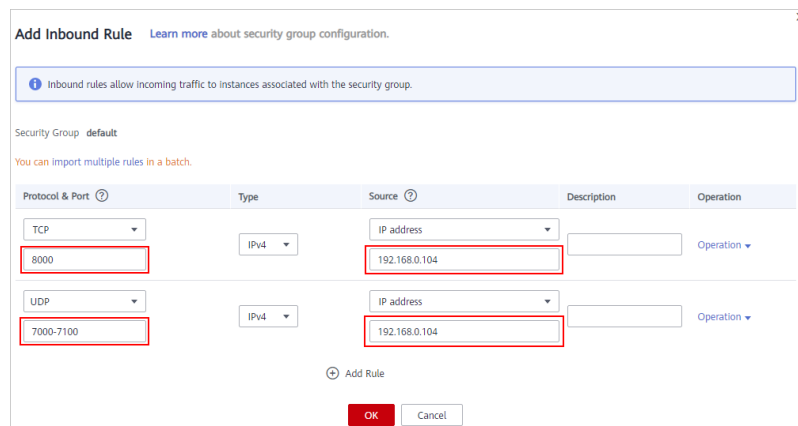 Add Inbound Rule Learn more about security group configuration.
Inbound rules allow incoming traffic to instances associated with the security group.
Security Group default
You can import multiple rules in a batch.
Protocol & Port Type Source Description Operation
TCP
IPv4
IP address
8000
192.168.0.104
Operation
UDP
IPv4
IP address
7000-7100
192.168.0.104
Operation
Add Rule
OK Cancel